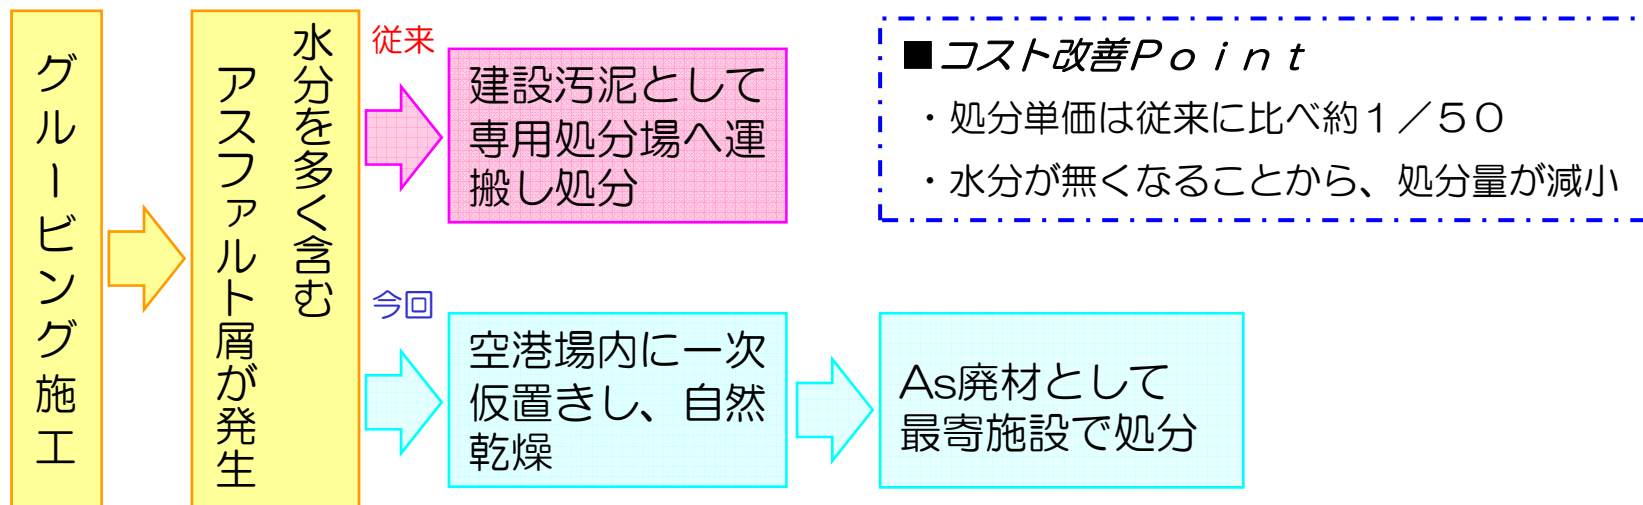 グルービング施工
水分を多く含む
アスファルト屑が発生
従来
建設汚泥として
専用処分場へ運
搬し処分
■コスト改善Ｐｏｉｎｔ
・処分単価は従来に比べ約１／５０
・水分が無くなることから、処分量が減小
今回
空港場内に一次
仮置きし、自然
乾燥
As廃材として
最寄施設で処分